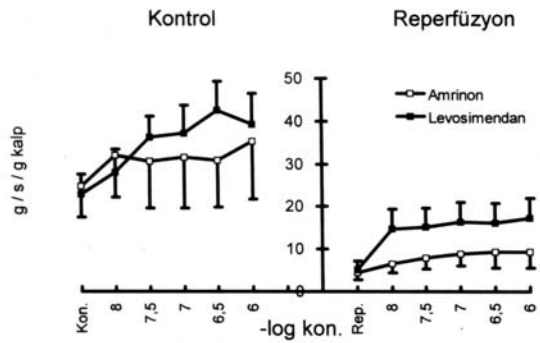 Kontrol
Reperfüzyon
g / s / g kalp
50
40
30
20
10
0
Amrinon
Levosimendan
Kon.
8
7,5
7
6,5
6
-log kon.
Rep.
8
7,5
7
6,5
6